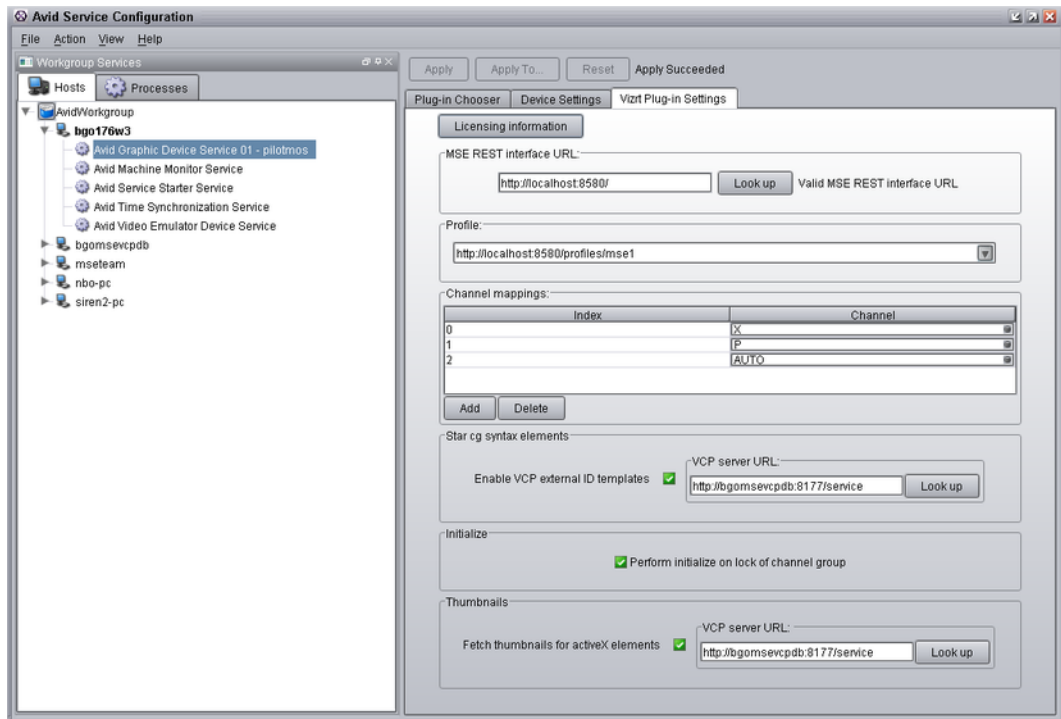 Avid Service Configuration
File Action View Help
Workgroup Services
Hosts Processes
AvidWorkgroup
bgo176w3
Avid Graphic Device Service 01 - pilotmos
Avid Machine Monitor Service
Avid Service Starter Service
Avid Time Synchronization Service
Avid Video Emulator Device Service
bgomsevcpdb
mseteam
nbo-pc
siren2-pc
Apply Apply To... Reset Apply Succeeded
Plug-in Chooser Device Settings Vizrt Plug-in Settings
Licensing information
MSE REST interface URL:
http://localhost:8580/ Look up Valid MSE REST interface URL
Profile:
http://localhost:8580/profiles/mse1
Channel mappings:
Index Channel
0 X
1 P
2 AUTO
Add Delete
Star cg syntax elements
VCP server URL:
Enable VCP external ID templates http://bgomsevcpdb:8177/service Look up
Initialize
Perform initialize on lock of channel group
Thumbnails
VCP server URL:
Fetch thumbnails for activeX elements http://bgomsevcpdb:8177/service Look up